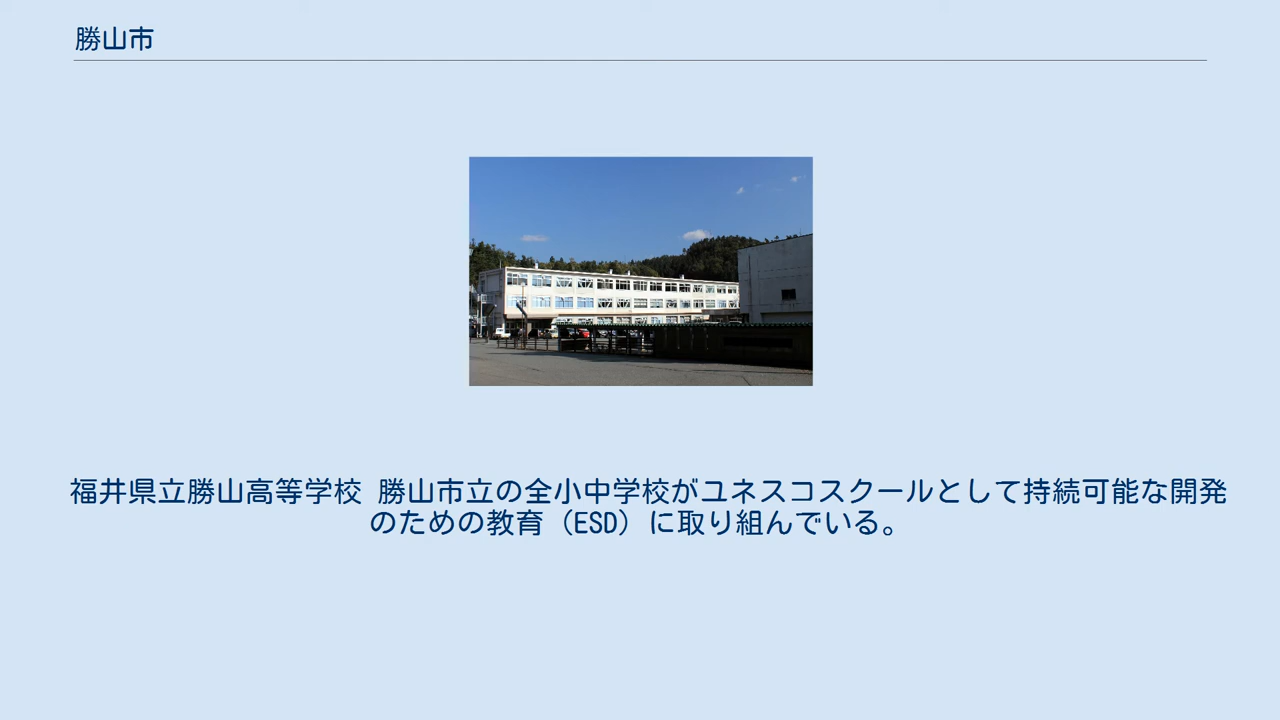 勝山市
福井県立勝山高等学校 勝山市立の全小中学校がユネスコスクールとして持続可能な開発
のための教育（ESD）に取り組んでいる。